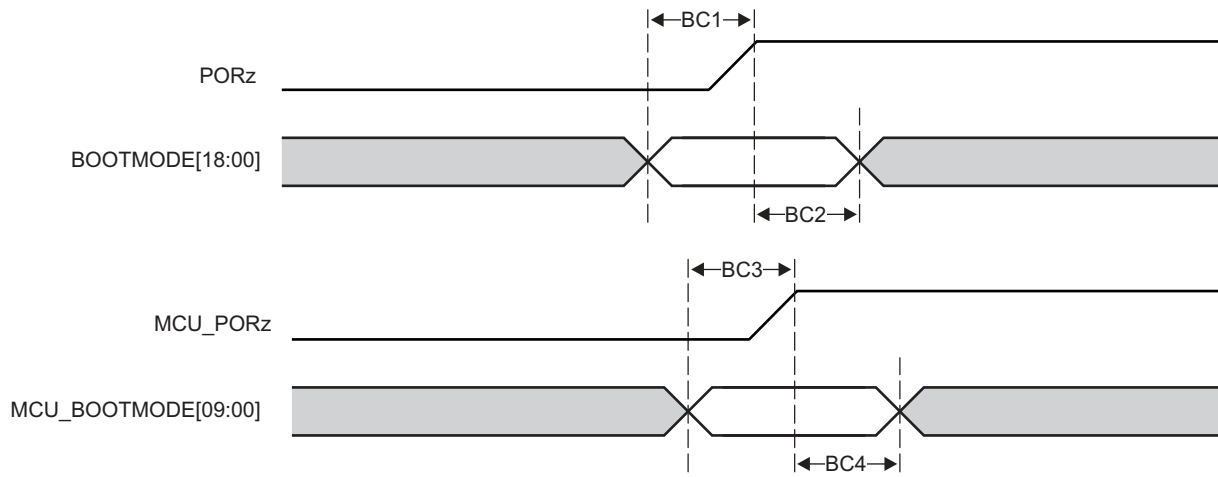 BC1
PORz
BOOTMODE[18:00]
BC2
BC3
MCU_PORz
MCU_BOOTMODE[09:00]
BC4